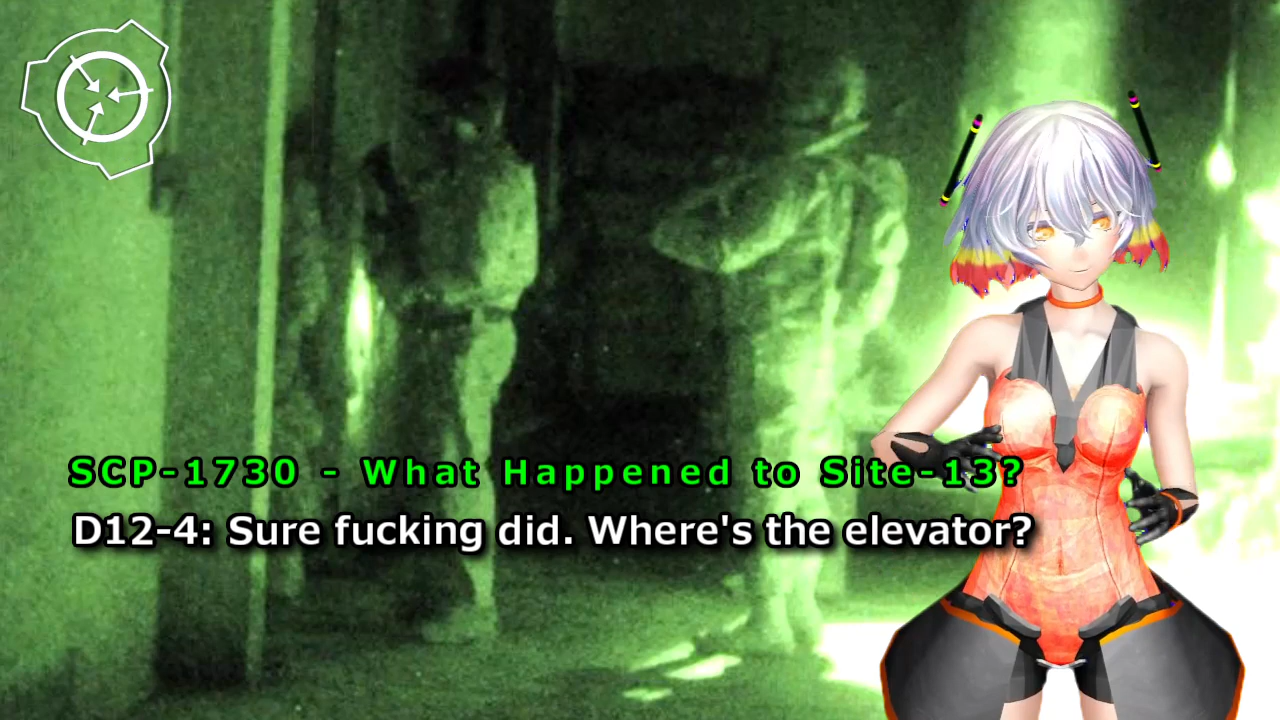 SCP-1730 - What Happened to Site-13?
D12-4: Sure fucking did. Where's the elevator?